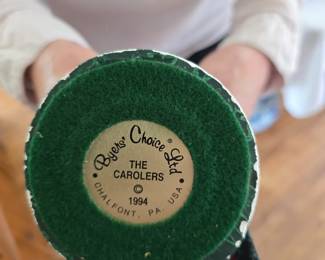 Byers' Choice Ltd ®
THE
CAROLERS
©
1994
• CHALFONT, PA. USA •